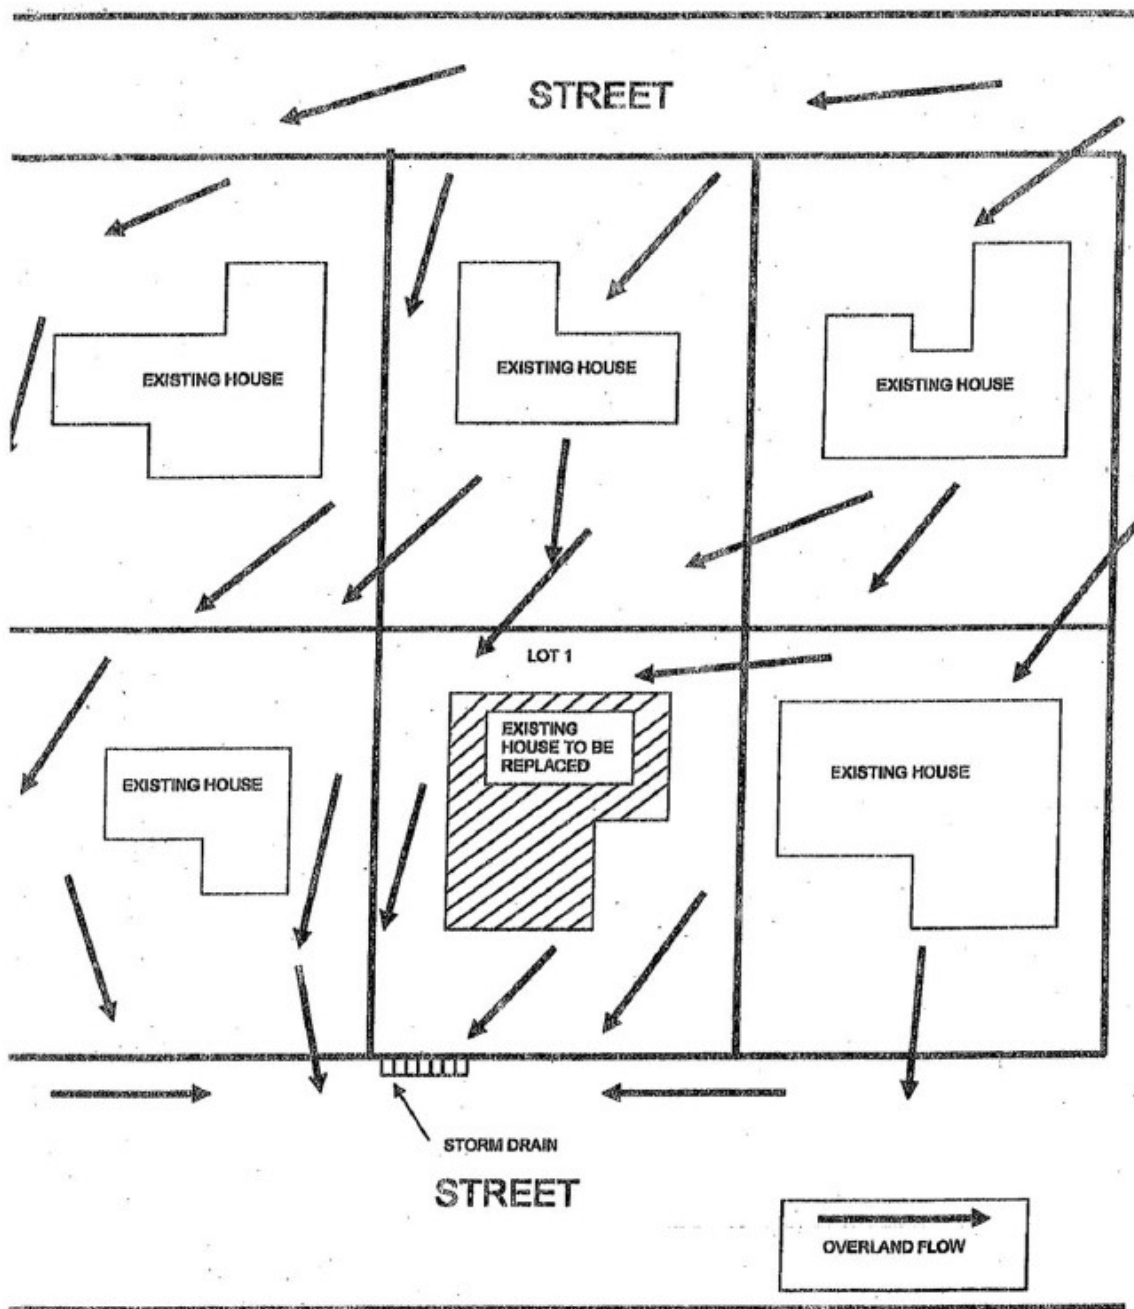 STREET
EXISTING HOUSE
EXISTING HOUSE
EXISTING HOUSE
LOT 1
EXISTING
HOUSE TO BE
REPLACED
EXISTING HOUSE
EXISTING HOUSE
STORM DRAIN
STREET
OVERLAND FLOW